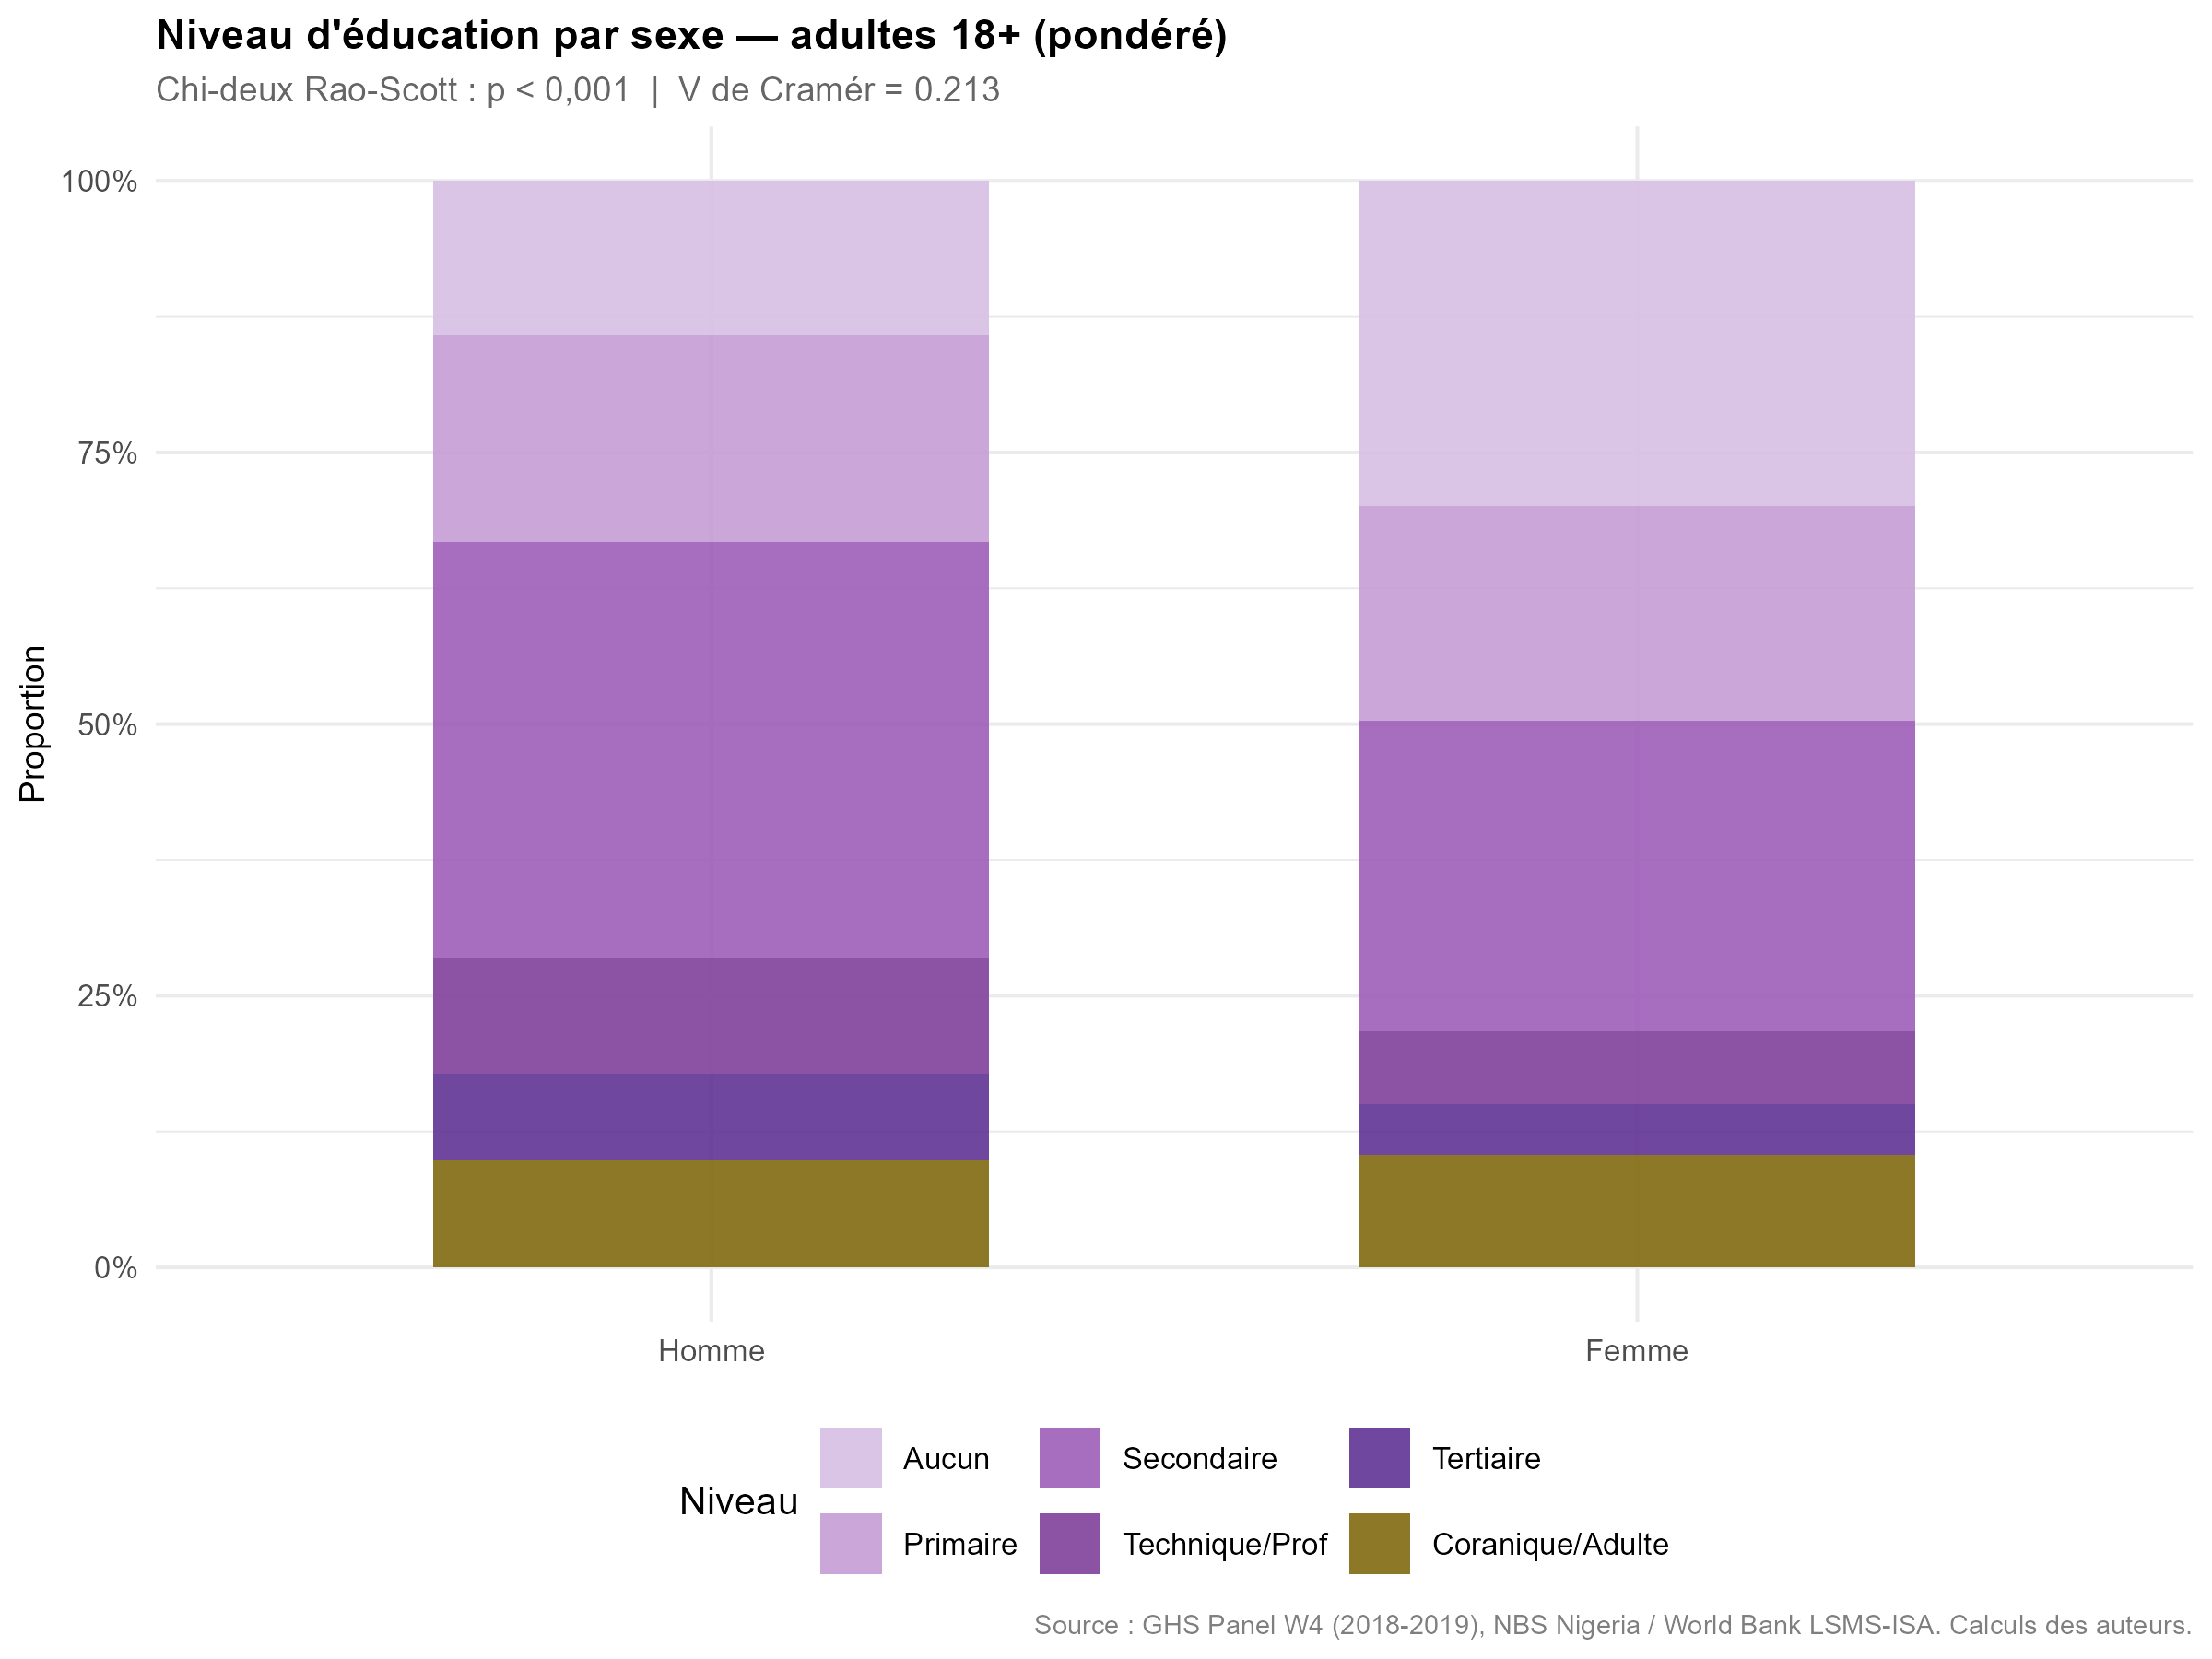 Niveau d'éducation par sexe — adultes 18+ (pondéré)
Chi-deux Rao-Scott : p < 0,001 | V de Cramér = 0.213
Proportion
100%
75%
50%
25%
0%
Homme
Femme
Niveau
Aucun
Secondaire
Tertiaire
Primaire
Technique/Prof
Coranique/Adulte
Source : GHS Panel W4 (2018-2019), NBS Nigeria / World Bank LSMS-ISA. Calculs des auteurs.